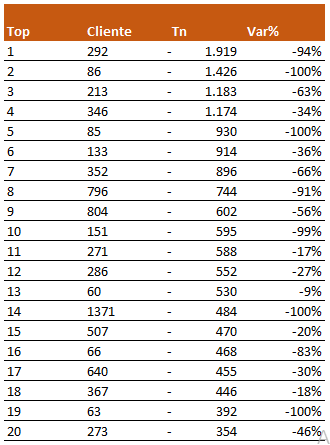 Top Cliente Tn Var%
1 292 - 1.919 -94%
2 86 - 1.426 -100%
3 213 - 1.183 -63%
4 346 - 1.174 -34%
5 85 - 930 -100%
6 133 - 914 -36%
7 352 - 896 -66%
8 796 - 744 -91%
9 804 - 602 -56%
10 151 - 595 -99%
11 271 - 588 -17%
12 286 - 552 -27%
13 60 - 530 -9%
14 1371 - 484 -100%
15 507 - 470 -20%
16 66 - 468 -83%
17 640 - 455 -30%
18 367 - 446 -18%
19 63 - 392 -100%
20 273 - 354 -46%